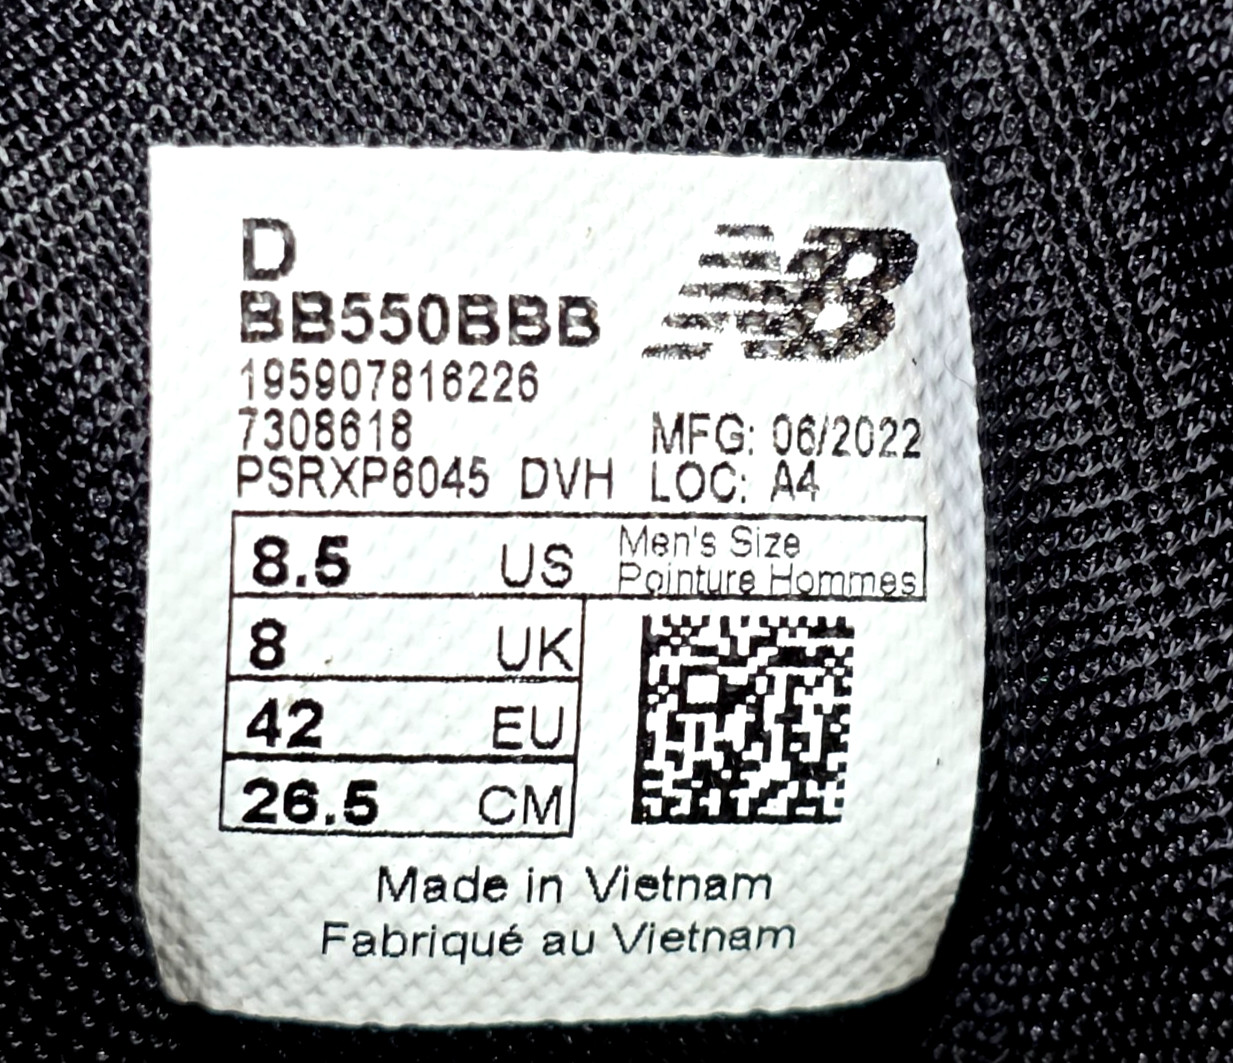 D
NB
BB550BBB
195907816226
7308618
MFG: 06/2022
PSRXP6045 DVH
LOC: A4
8.5 US
Men's Size
Pointure Hommes
8 UK
42 EU
26.5 CM
Made in Vietnam
Fabriqué au Vietnam